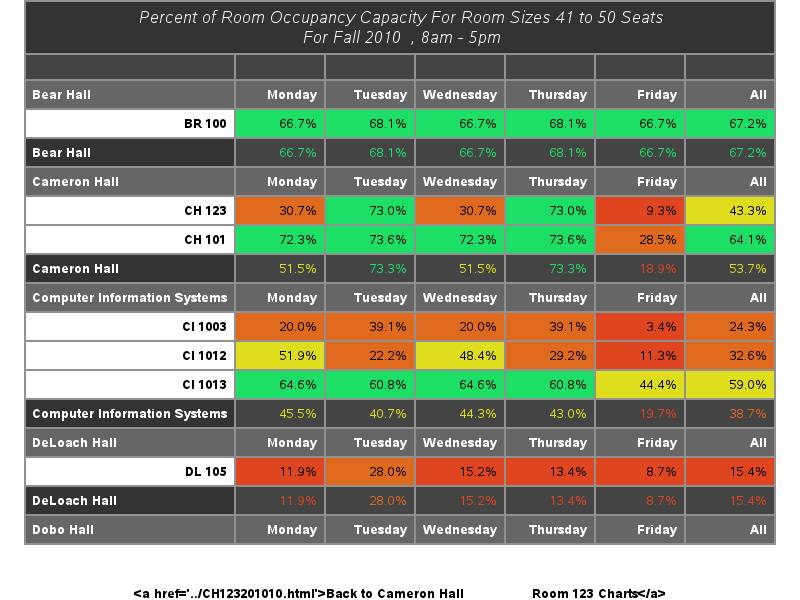 Percent of Room Occupancy Capacity For Room Sizes 41 to 50 Seats
For Fall 2010 , 8am - 5pm
Bear Hall Monday Tuesday Wednesday Thursday Friday All
BR 100 66.7% 68.1% 66.7% 68.1% 66.7% 67.2%
Bear Hall 66.7% 68.1% 66.7% 68.1% 66.7% 67.2%
Cameron Hall Monday Tuesday Wednesday Thursday Friday All
CH 123 30.7% 73.0% 30.7% 73.0% 9.3% 43.3%
CH 101 72.3% 73.6% 72.3% 73.6% 28.5% 64.1%
Cameron Hall 51.5% 73.3% 51.5% 73.3% 18.9% 53.7%
Computer Information Systems Monday Tuesday Wednesday Thursday Friday All
CI 1003 20.0% 39.1% 20.0% 39.1% 3.4% 24.3%
CI 1012 51.9% 22.2% 48.4% 29.2% 11.3% 32.6%
CI 1013 64.6% 60.8% 64.6% 60.8% 44.4% 59.0%
Computer Information Systems 45.5% 40.7% 44.3% 43.0% 19.7% 38.7%
DeLoach Hall Monday Tuesday Wednesday Thursday Friday All
DL 105 11.9% 28.0% 15.2% 13.4% 8.7% 15.4%
DeLoach Hall 11.9% 28.0% 15.2% 13.4% 8.7% 15.4%
Dobo Hall Monday Tuesday Wednesday Thursday Friday All
<a href='../CH123201010.html'>Back to Cameron Hall Room 123 Charts</a>